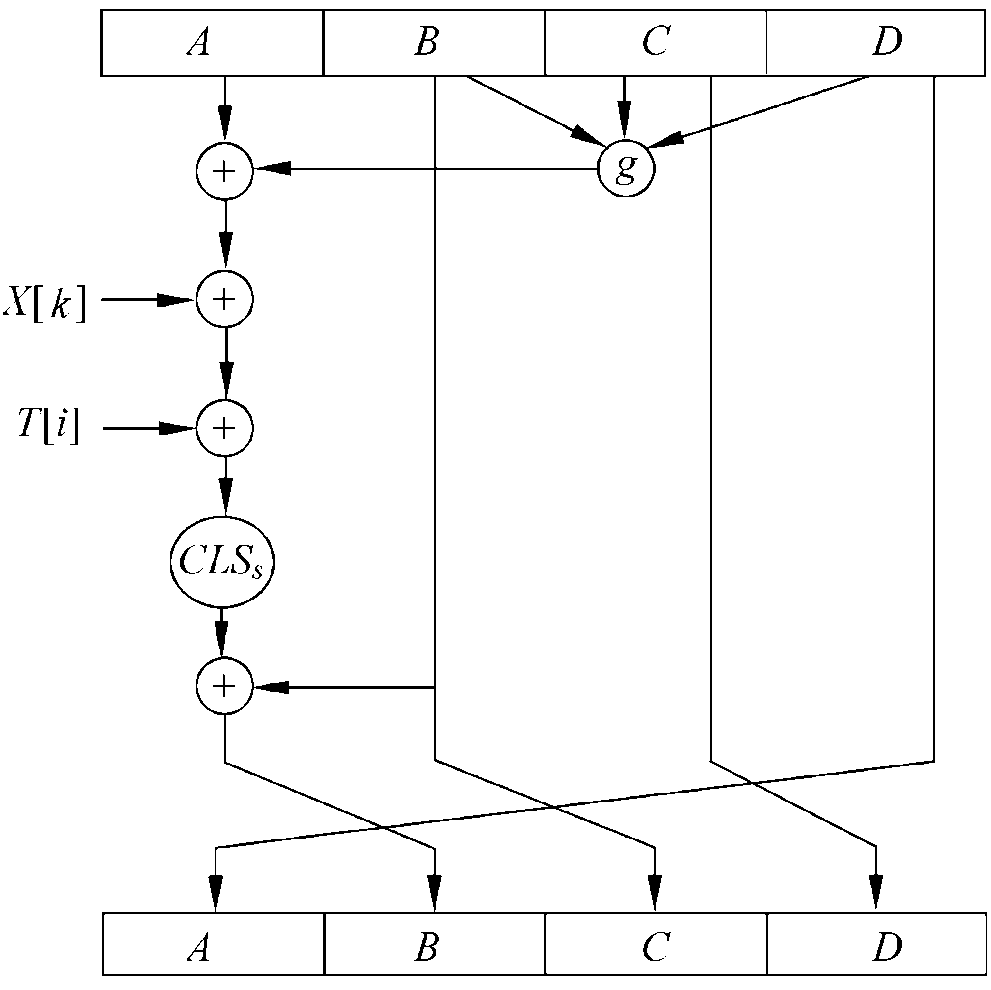 A B C D
g
+
X[k] +
T[i] +
CLSs
+
A B C D